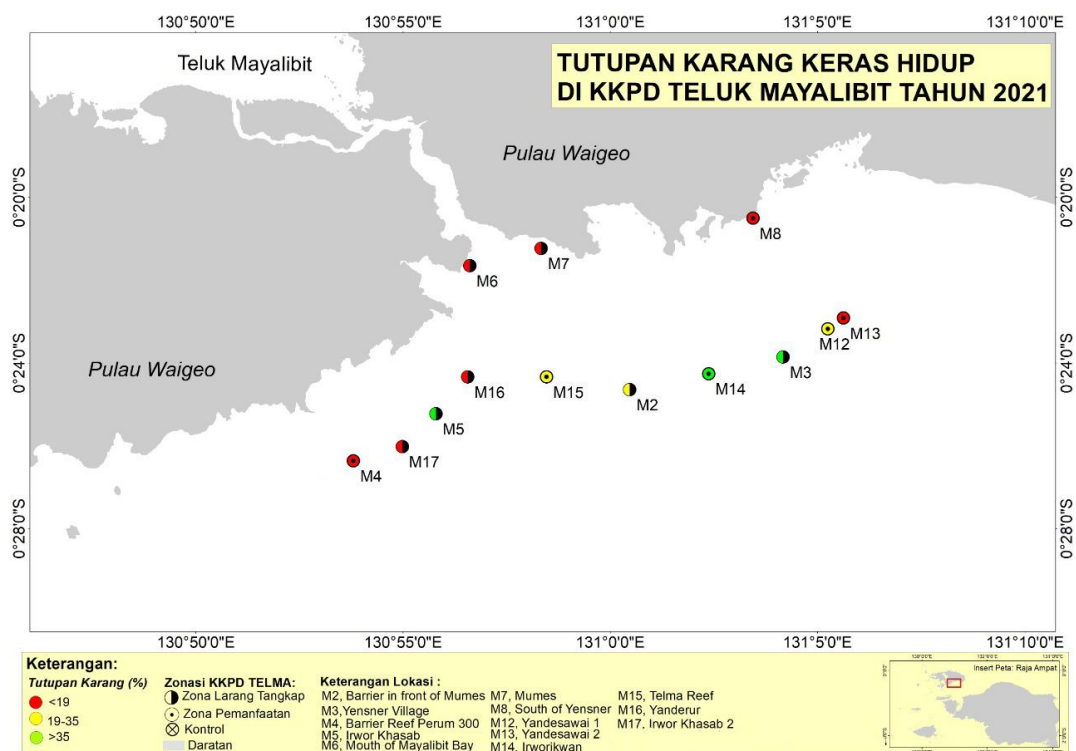 130°50'0"E 130°55'0"E 131°0'0"E 131°5'0"E 131°10'0"E
TUTUPAN KARANG KERAS HIDUP
DI KKPD TELUK MAYALIBIT TAHUN 2021
Teluk Mayalibit
Pulau Waigeo
0°20'0"S 0°20'0"S
M8
M7
M6
M13
M12
M3
0°24'0"S 0°24'0"S
Pulau Waigeo
M14
M16
M15
M2
M5
M17
M4
0°28'0"S 0°28'0"S
130°50'0"E 130°55'0"E 131°0'0"E 131°5'0"E 131°10'0"E
Keterangan:
Tutupan Karang (%)
<19
19-35
>35
Zonasi KKPD TELMA:
Zona Larang Tangkap
Zona Pemanfaatan
Kontrol
Daratan
Keterangan Lokasi :
M2, Barrier in front of Mumes
M3,Yensner Village
M4, Barrier Reef Perum 300
M5, Irwor Khasab
M6, Mouth of Mayalibit Bay
M7, Mumes
M8, South of Yensner
M12, Yandesawai 1
M13, Yandesawai 2
M14, Irworikwan
M15, Telma Reef
M16, Yanderur
M17, Irwor Khasab 2
Insert Peta: Raja Ampat